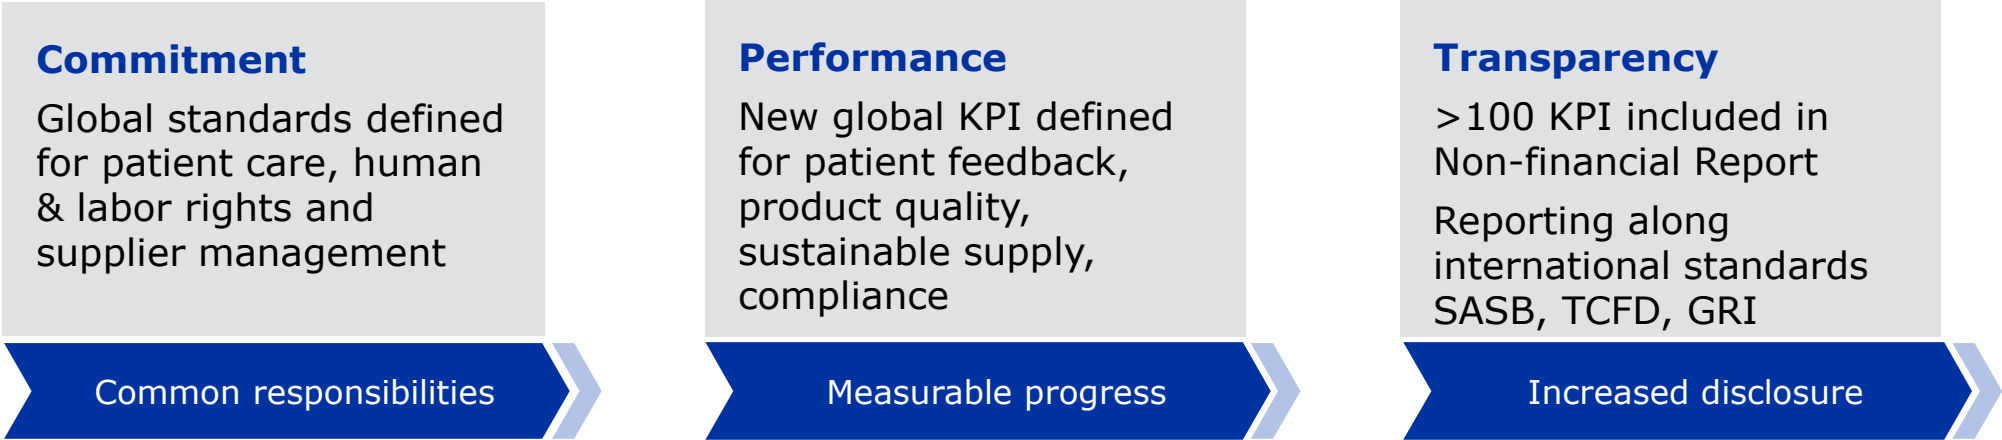 Commitment
Global standards defined
for patient care, human
& labor rights and
supplier management
Common responsibilities
Performance
New global KPI defined
for patient feedback,
product quality,
sustainable supply,
compliance
Measurable progress
Transparency
>100 KPI included in
Non-financial Report
Reporting along
international standards
SASB, TCFD, GRI
Increased disclosure